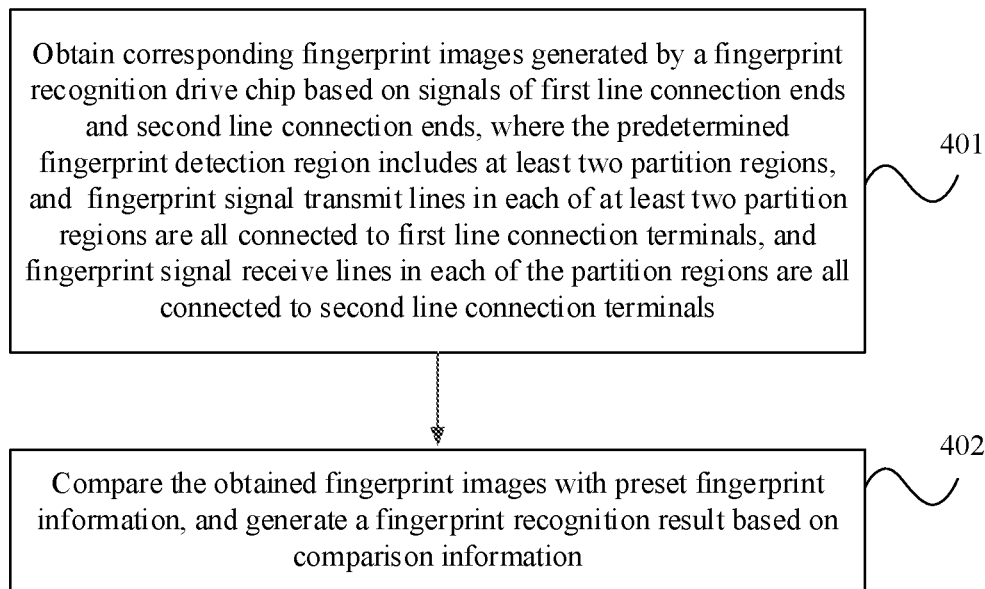 Obtain corresponding fingerprint images generated by a fingerprint
recognition drive chip based on signals of first line connection ends
and second line connection ends, where the predetermined
fingerprint detection region includes at least two partition regions,
and fingerprint signal transmit lines in each of at least two partition
regions are all connected to first line connection terminals, and
fingerprint signal receive lines in each of the partition regions are all
connected to second line connection terminals
401
Compare the obtained fingerprint images with preset fingerprint
information, and generate a fingerprint recognition result based on
comparison information
402